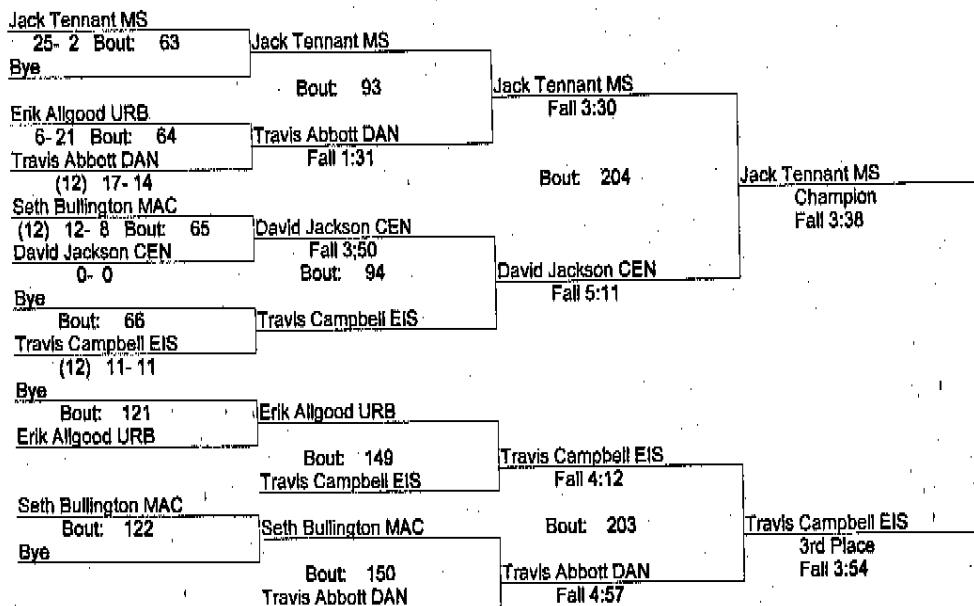 Jack Tennant MS
25- 2 Bout: 63
Bye
Jack Tennant MS
Bout: 93
Erik Allgood URB
6- 21 Bout: 64
Travis Abbott DAN
(12) 17- 14
Travis Abbott DAN
Fall 1:31
Jack Tennant MS
Fall 3:30
Bout: 204
Seth Bullington MAC
(12) 12- 8 Bout: 65
David Jackson CEN
0- 0
David Jackson CEN
Fall 3:50
Bout: 94
Bye
Bout: 66
Travis Campbell EIS
(12) 11- 11
Travis Campbell EIS
David Jackson CEN
Fall 5:11
Jack Tennant MS
Champion
Fall 3:38
Bye
Bout: 121
Erik Allgood URB
Erik Allgood URB
Bout: 149
Travis Campbell EIS
Travis Campbell EIS
Fall 4:12
Bout: 203
Seth Bullington MAC
Bout: 122
Bye
Seth Bullington MAC
Bout: 150
Travis Abbott DAN
Travis Abbott DAN
Fall 4:57
Travis Campbell EIS
3rd Place
Fall 3:54